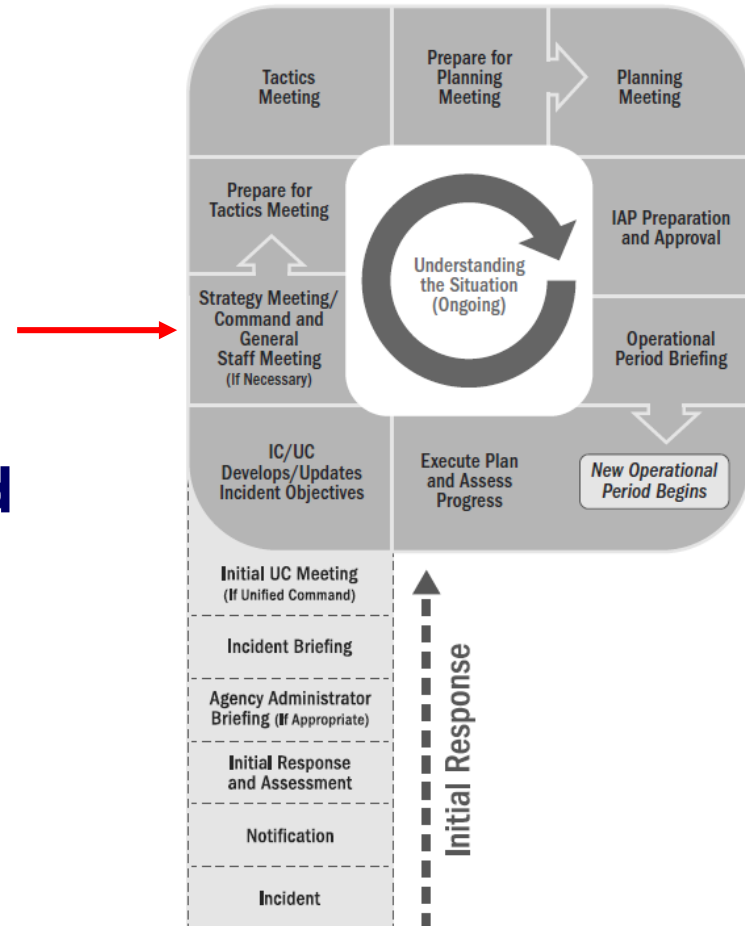 Tactics
Meeting
Prepare for
Planning
Meeting
Planning
Meeting
Prepare for
Tactics Meeting
Understanding
the Situation
(Ongoing)
IAP Preparation
and Approval
Strategy Meeting/
Command and
General
Staff Meeting
(If Necessary)
Operational
Period Briefing
IC/UC
Develops/Updates
Incident Objectives
Execute Plan
and Assess
Progress
New Operational
Period Begins
d
Initial UC Meeting
(If Unified Command)
Incident Briefing
Agency Administrator
Briefing (If Appropriate)
Initial Response
and Assessment
Notification
Incident
Initial Response